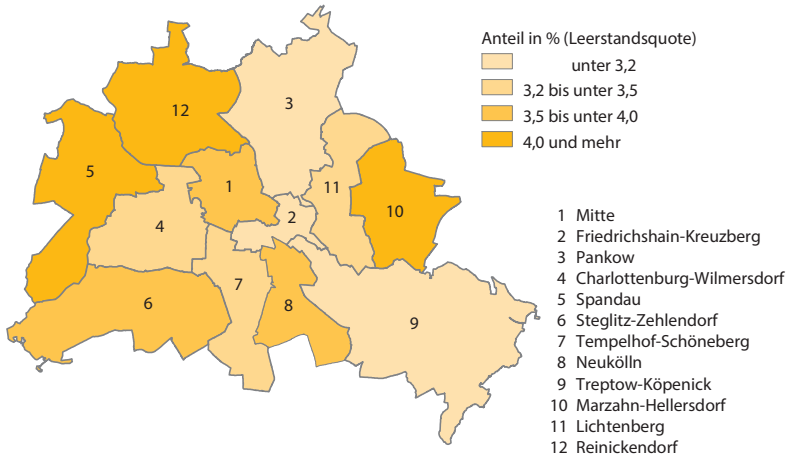 Anteil in % (Leerstandsquote)
unter 3,2
3,2 bis unter 3,5
3,5 bis unter 4,0
4,0 und mehr
12
3
5
1
11
10
2
4
7
6
8
9
1 Mitte
2 Friedrichshain-Kreuzberg
3 Pankow
4 Charlottenburg-Wilmersdorf
5 Spandau
6 Steglitz-Zehlendorf
7 Tempelhof-Schöneberg
8 Neukölln
9 Treptow-Köpenick
10 Marzahn-Hellersdorf
11 Lichtenberg
12 Reinickendorf